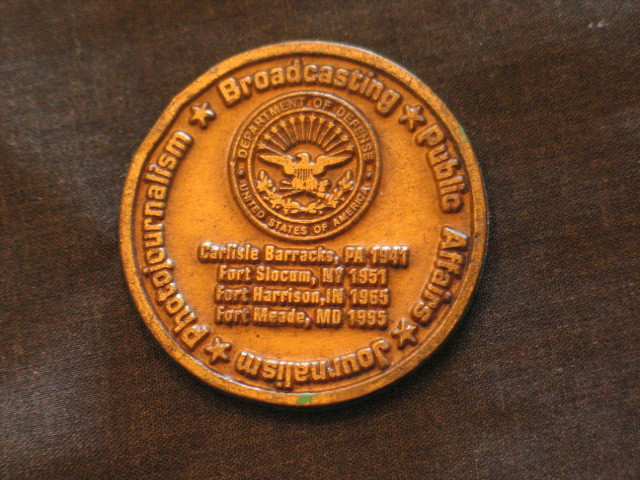 Broadcasting ★ Public Affairs ★ Journalism ★ Photojournalism ★
DEPARTMENT OF DEFENSE
UNITED STATES OF AMERICA
Carlisle Barracks, PA 1941
Fort Slocum, NY 1951
Fort Harrison, IN 1965
Fort Meade, MD 1995